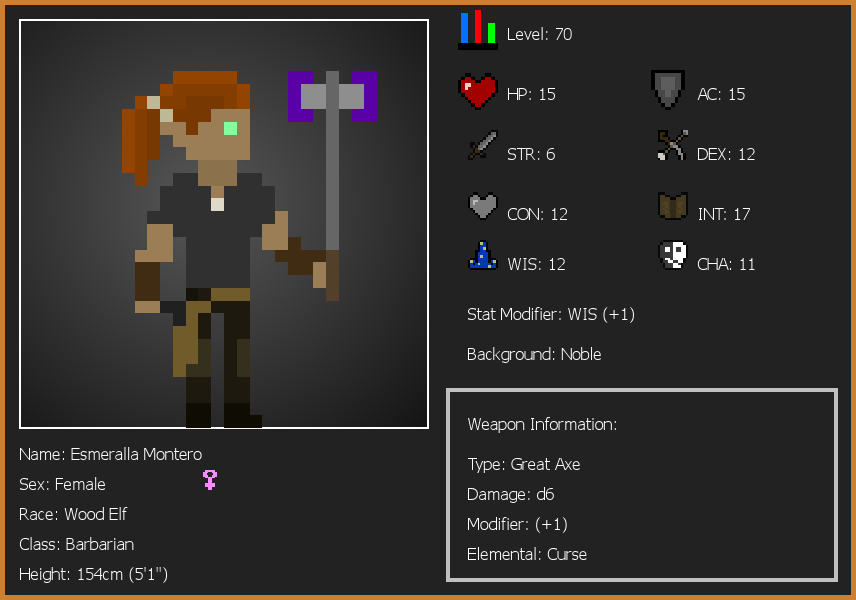 Level: 70
HP: 15
AC: 15
STR: 6
DEX: 12
CON: 12
INT: 17
WIS: 12
CHA: 11
Stat Modifier: WIS (+1)
Background: Noble
Weapon Information:
Type: Great Axe
Damage: d6
Modifier: (+1)
Elemental: Curse
Name: Esmeralla Montero
Sex: Female
Race: Wood Elf
Class: Barbarian
Height: 154cm (5'1")